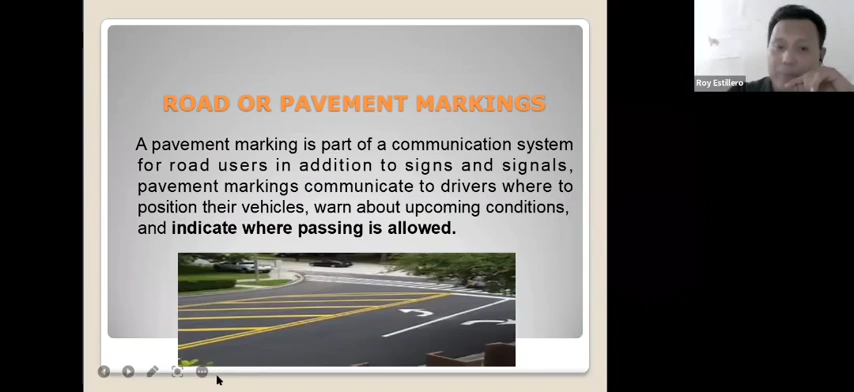 ROAD OR PAVEMENT MARKINGS
A pavement marking is part of a communication system
for road users in addition to signs and signals,
pavement markings communicate to drivers where to
position their vehicles, warn about upcoming conditions,
and indicate where passing is allowed.
Roy Estillero